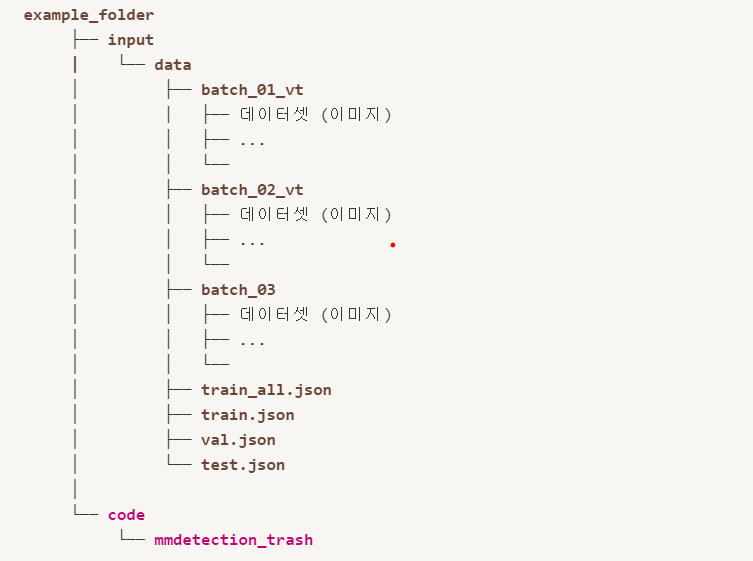 example_folder
├── input
│   └── data
│       ├── batch_01_vt
│       │   ├── 데이터셋 (이미지)
│       │   ├── ...
│       │   └──
│       ├── batch_02_vt
│       │   ├── 데이터셋 (이미지)
│       │   ├── ...
│       │   └──
│       ├── batch_03
│       │   ├── 데이터셋 (이미지)
│       │   ├── ...
│       │   └──
│       ├── train_all.json
│       ├── train.json
│       ├── val.json
│       └── test.json
│
└── code
    └── mmdetection_trash